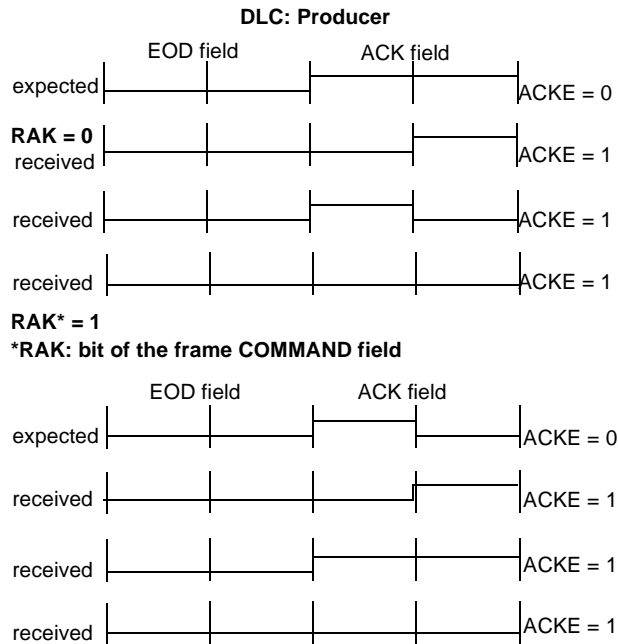 DLC: Producer
EOD field ACK field
expected ACKE = 0
RAK = 0
received ACKE = 1
received ACKE = 1
received ACKE = 1
RAK* = 1
*RAK: bit of the frame COMMAND field
EOD field ACK field
expected ACKE = 0
received ACKE = 1
received ACKE = 1
received ACKE = 1